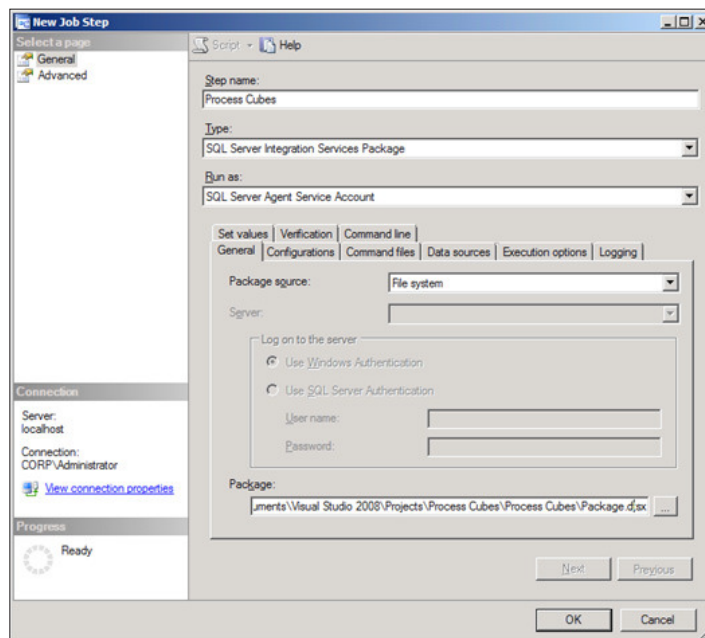 New Job Step
Select a page
General
Advanced
Script
Help
Step name:
Process Cubes
Type:
SQL Server Integration Services Package
Run as:
SQL Server Agent Service Account
Set values Verification Command line
General Configurations Command files Data sources Execution options Logging
Package source: File system
Server:
Log on to the server
Use Windows Authentication
Use SQL Server Authentication
User name:
Password:
Package:
uments\Visual Studio 2008\Projects\Process Cubes\Process Cubes\Package.dtsx ...
Connection
Server:
localhost
Connection:
CORP\Administrator
View connection properties
Progress
Ready
Next Previous
OK Cancel